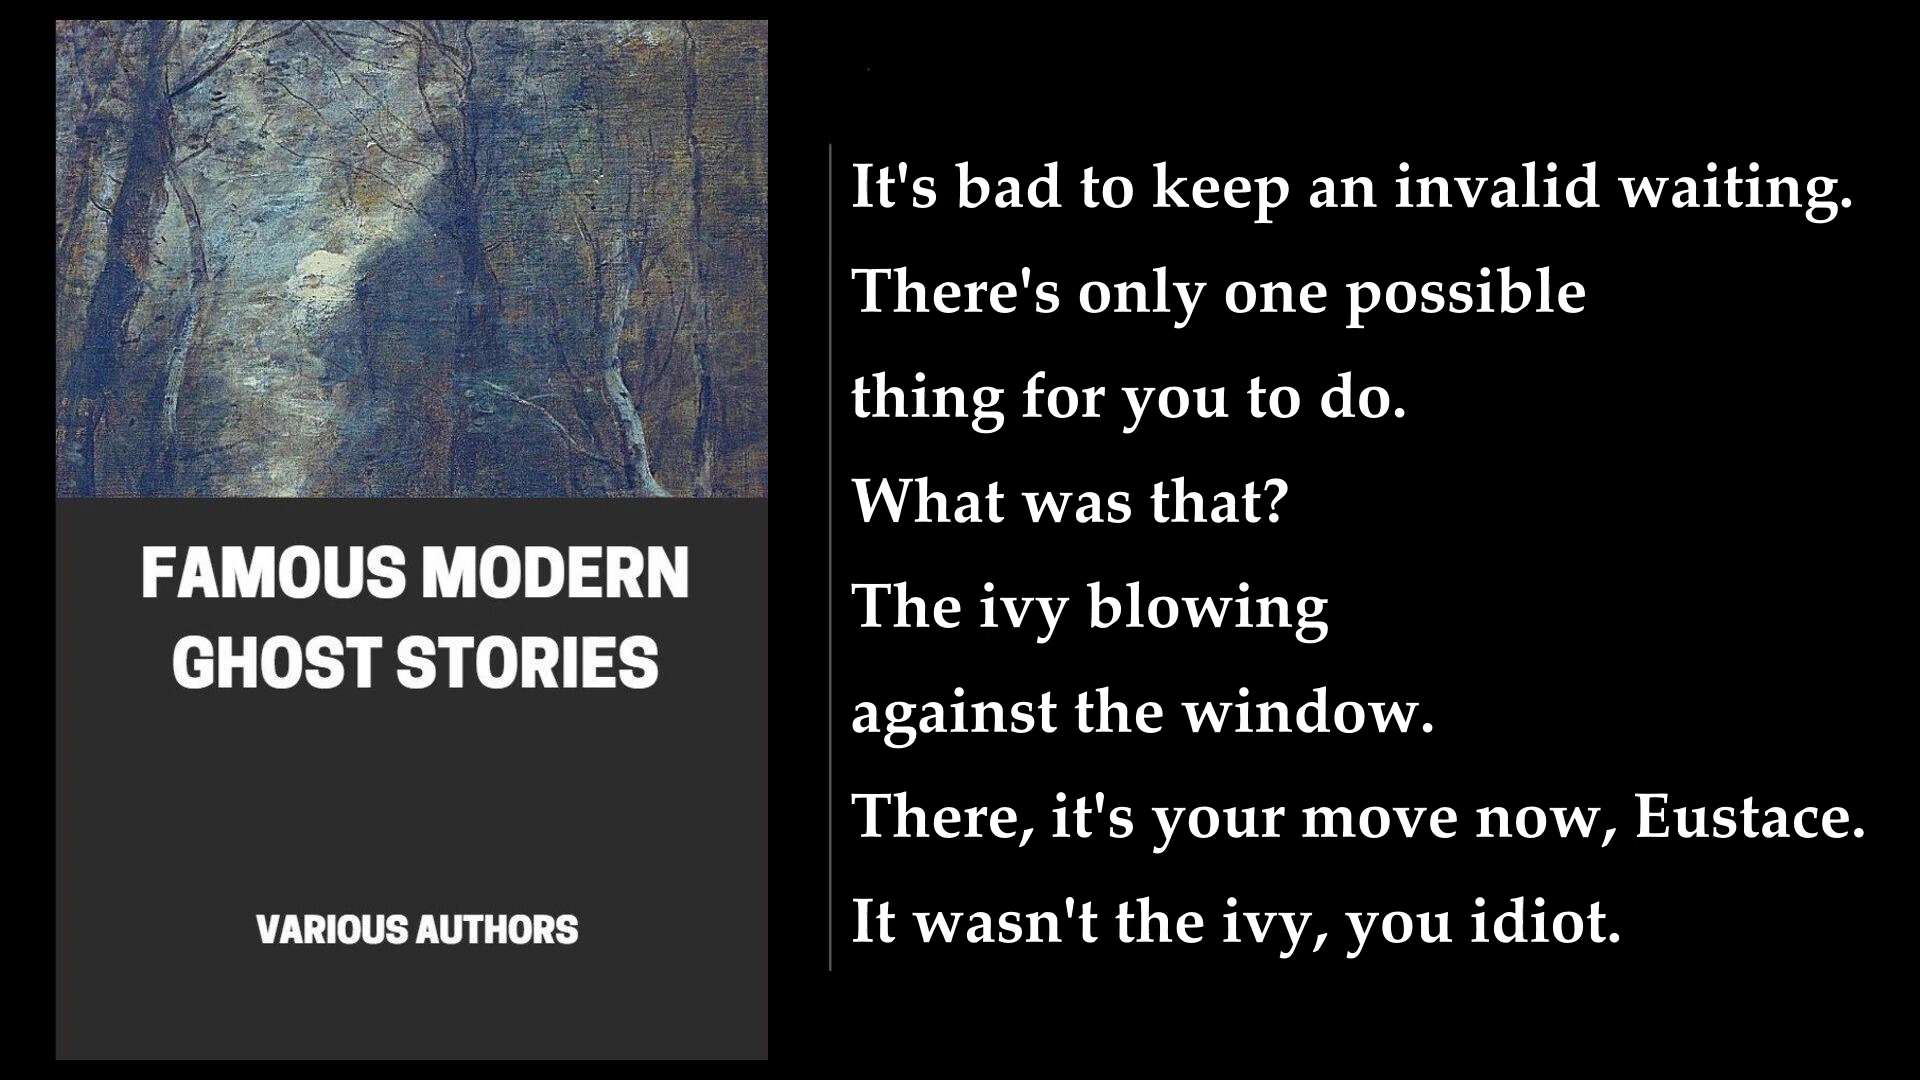 FAMOUS MODERN
GHOST STORIES
VARIOUS AUTHORS
It's bad to keep an invalid waiting.
There's only one possible
thing for you to do.
What was that?
The ivy blowing
against the window.
There, it's your move now, Eustace.
It wasn't the ivy, you idiot.